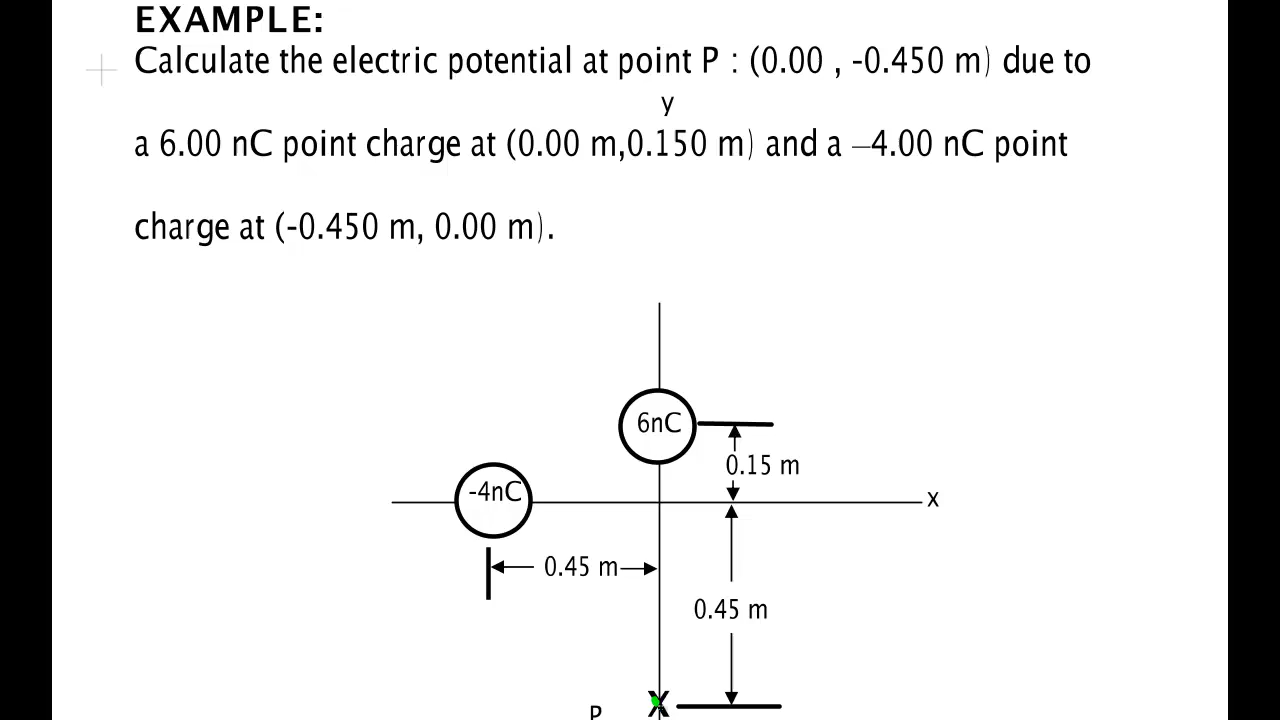 EXAMPLE:
Calculate the electric potential at point P : (0.00 , -0.450 m) due to
y
a 6.00 nC point charge at (0.00 m,0.150 m) and a –4.00 nC point
charge at (-0.450 m, 0.00 m).
6nC
0.15 m
-4nC
x
0.45 m
0.45 m
P
X